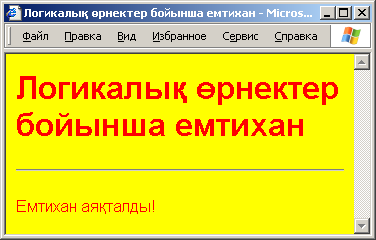 Логикалық өрнектер бойынша емтихан - Micros...
Файл Правка Вид Избранное Сервис Справка
Логикалық өрнектер
бойынша емтихан
Емтихан аяқталды!